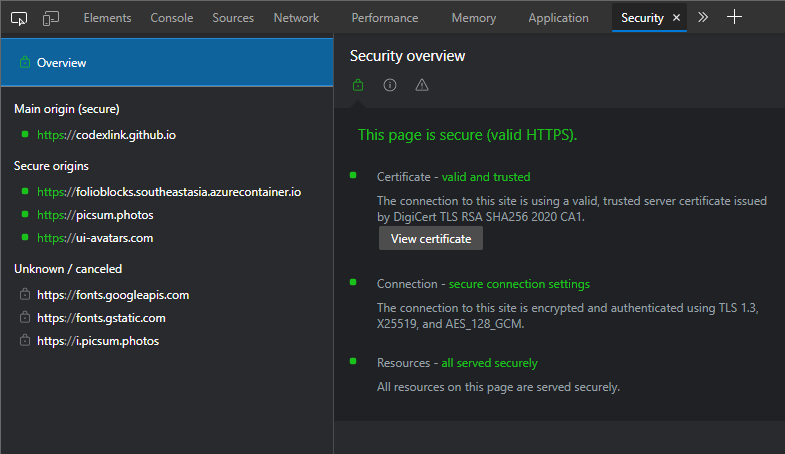 Elements Console Sources Network Performance Memory Application Security
Overview
Main origin (secure)
https://codexlink.github.io
Secure origins
https://folioblocks.southeastasia.azurecontainer.io
https://picsum.photos
https://ui-avatars.com
Unknown / canceled
https://fonts.googleapis.com
https://fonts.gstatic.com
https://i.picsum.photos
Security overview
This page is secure (valid HTTPS).
Certificate - valid and trusted
The connection to this site is using a valid, trusted server certificate issued
by DigiCert TLS RSA SHA256 2020 CA1.
View certificate
Connection - secure connection settings
The connection to this site is encrypted and authenticated using TLS 1.3,
X25519, and AES_128_GCM.
Resources - all served securely
All resources on this page are served securely.